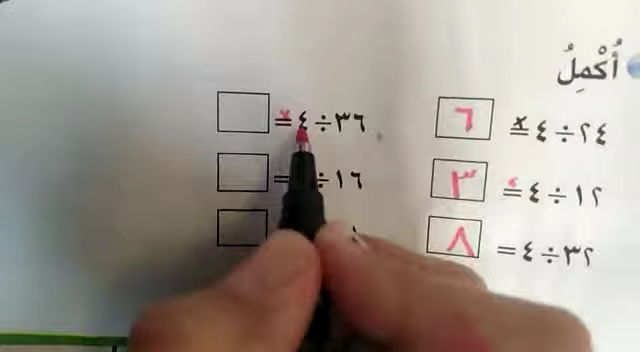 أُكْمِلُ
٢٤ ÷ ٤ = ٦
٣٦ ÷ ٤ =
١٢ ÷ ٤ = ٣
١٦ ÷ =
٣٢ ÷ ٤ = ٨